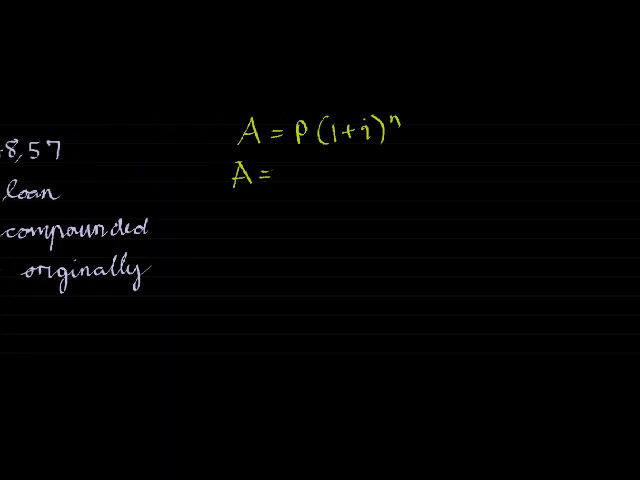 A = P(1+i)^n
8,57
A =
loan
compounded
originally